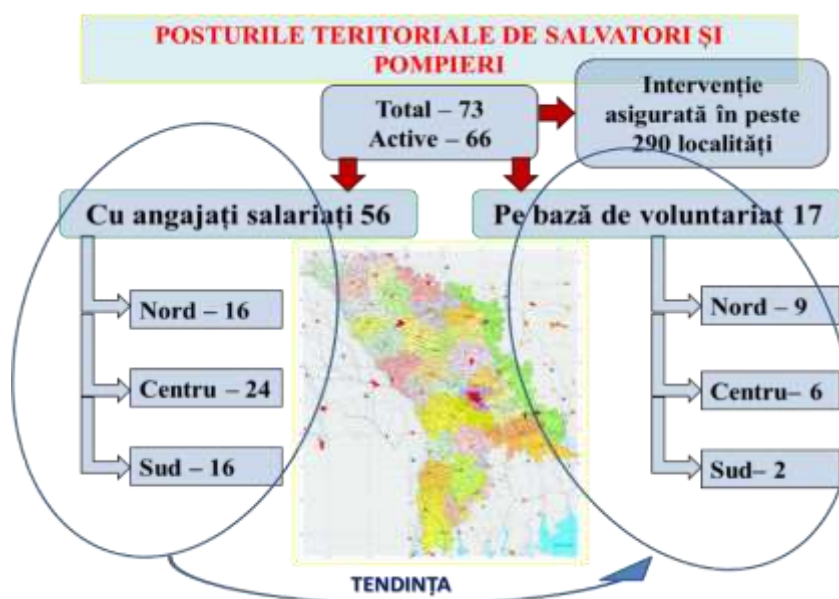 POSTURILE TERITORIALE DE SALVATORI ȘI
POMPIERI
Total – 73
Active – 66
Intervenție
asigurată în peste
290 localități
Cu angajați salariați 56
Pe bază de voluntariat 17
Nord – 16
Centru – 24
Sud – 16
Nord – 9
Centru– 6
Sud– 2
TENDINȚA